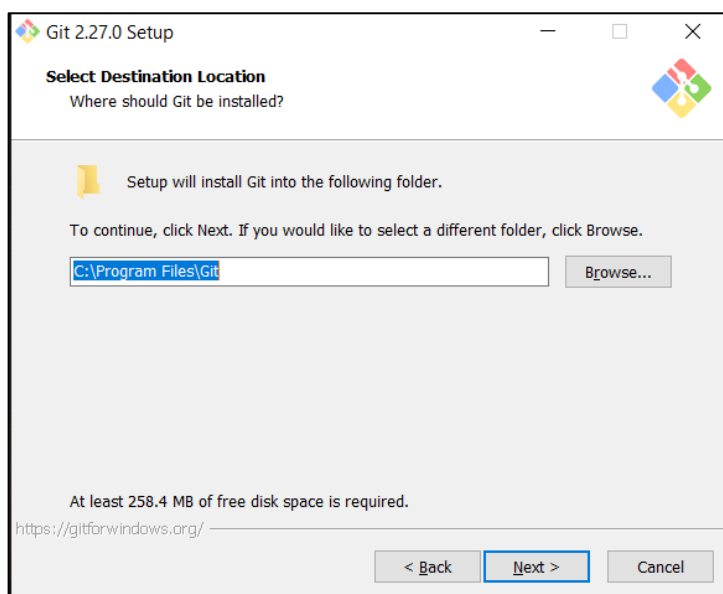 Git 2.27.0 Setup
Select Destination Location
Where should Git be installed?
Setup will install Git into the following folder.
To continue, click Next. If you would like to select a different folder, click Browse.
C:\Program Files\Git
Browse...
At least 258.4 MB of free disk space is required.
https://gitforwindows.org/
< Back
Next >
Cancel